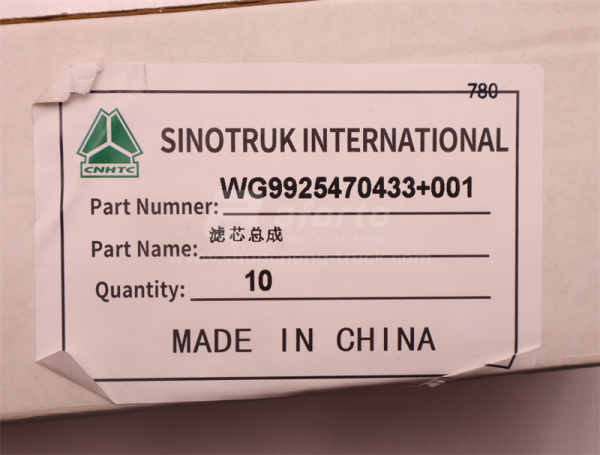 780
CNHTC
SINOTRUK INTERNATIONAL
Part Numner: WG9925470433+001
Part Name: 滤芯总成
Quantity: 10
MADE IN CHINA